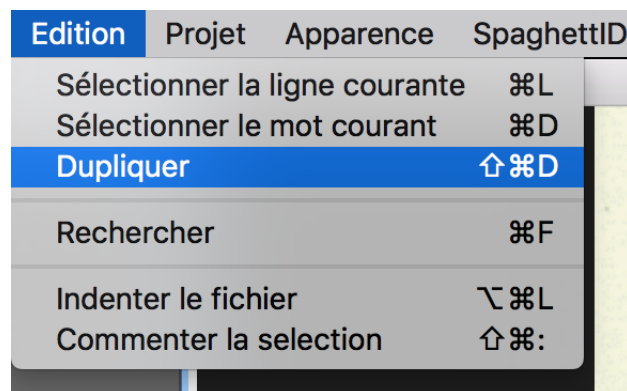 Edition Projet Apparence SpaghettID
Sélectionner la ligne courante ⌘L
Sélectionner le mot courant ⌘D
Dupliquer ⇧⌘D
Rechercher ⌘F
Indenter le fichier ⌥⌘L
Commenter la selection ⇧⌘: